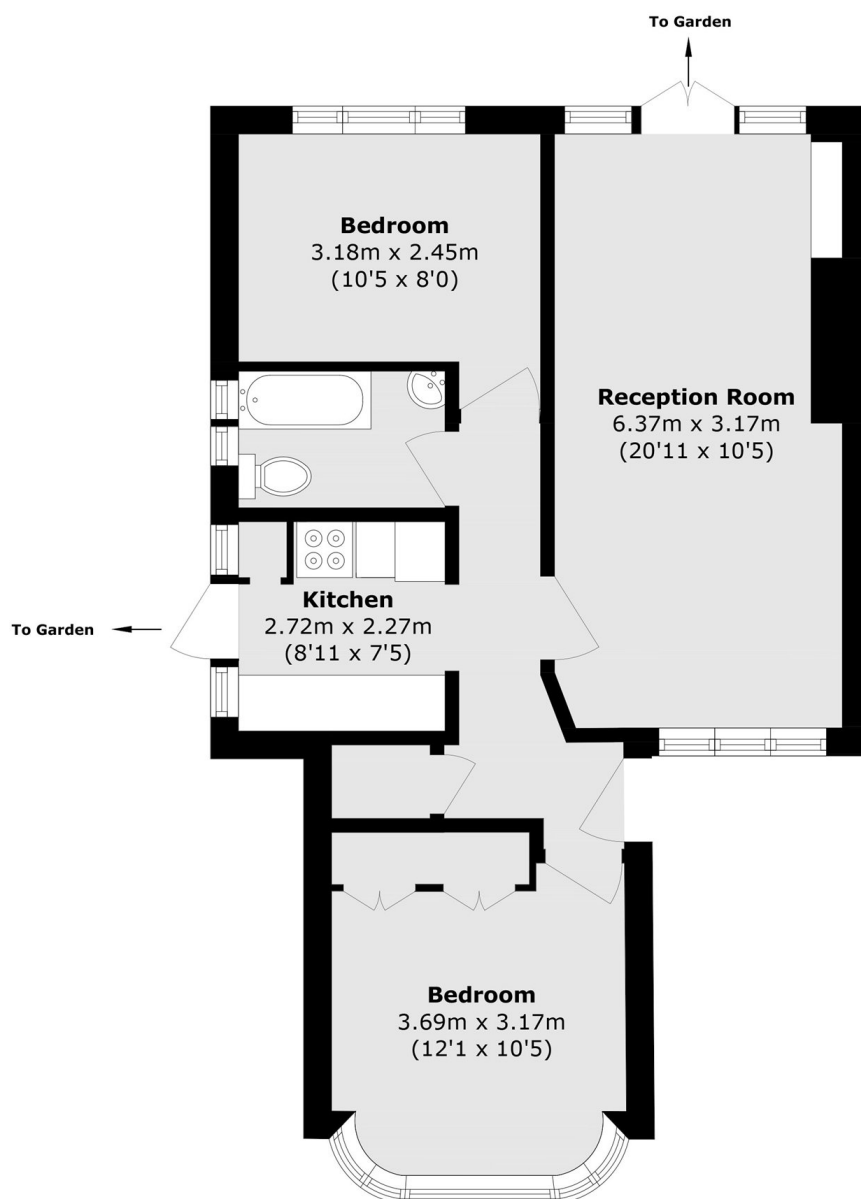 To Garden
Bedroom
3.18m x 2.45m
(10'5 x 8'0)
Reception Room
6.37m x 3.17m
(20'11 x 10'5)
Kitchen
2.72m x 2.27m
(8'11 x 7'5)
To Garden
Bedroom
3.69m x 3.17m
(12'1 x 10'5)